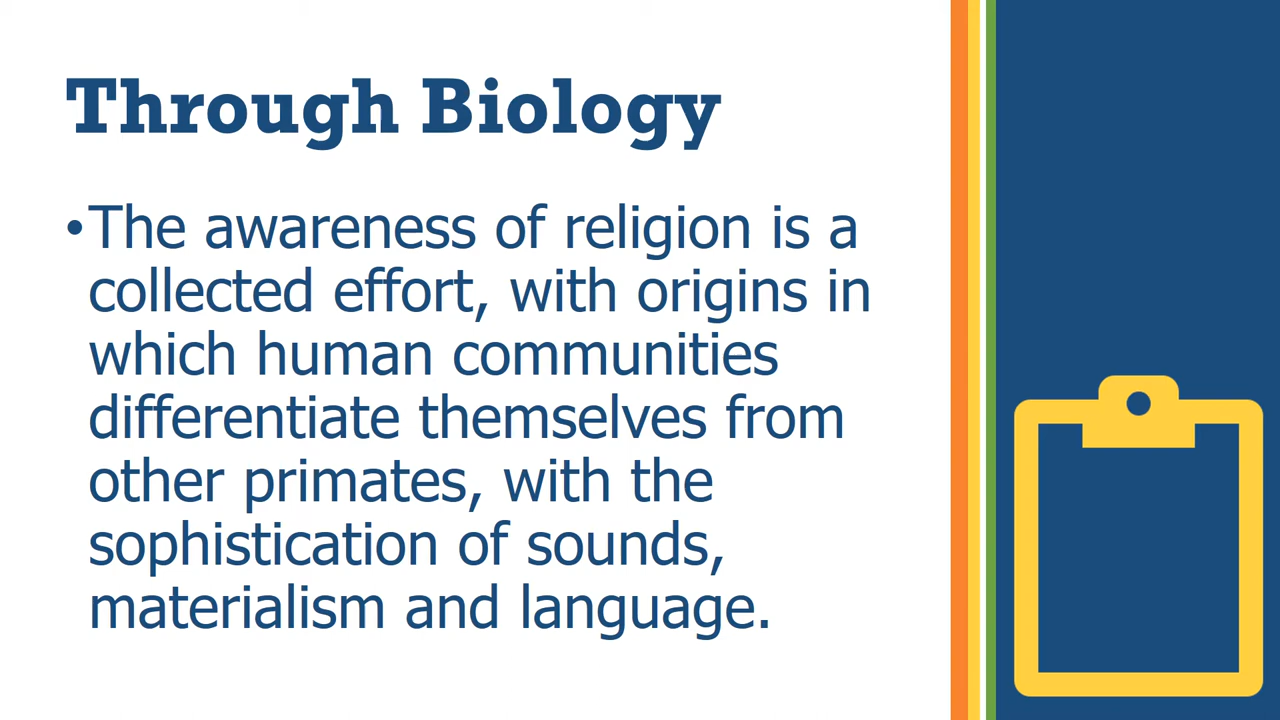 Through Biology
•The awareness of religion is a
collected effort, with origins in
which human communities
differentiate themselves from
other primates, with the
sophistication of sounds,
materialism and language.